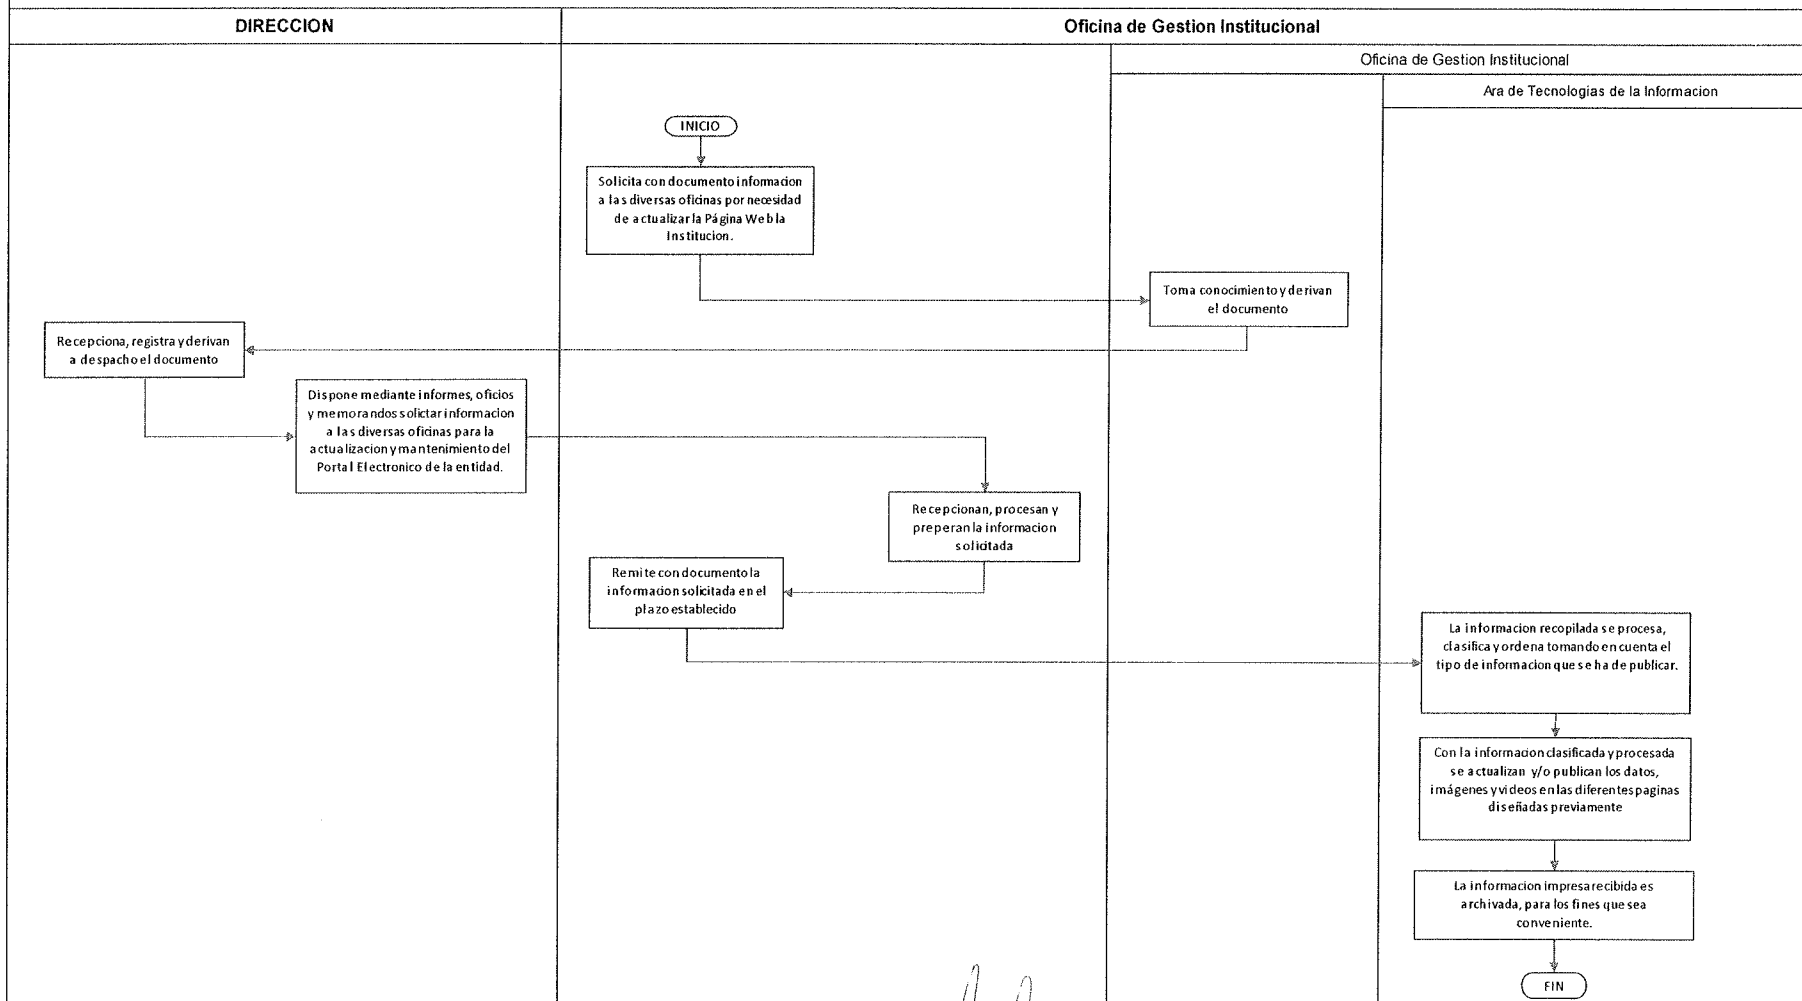 DIRECCION
Oficina de Gestion Institucional
Oficina de Gestion Institucional
Ara de Tecnologias de la Informacion
INICIO
Solicita con documento informacion
a las diversas oficinas por necesidad
de actualizar la Página Web la
Institucion.
Toma conocimiento y derivan
el documento
Recepciona, registra y derivan
a despacho el documento
Dispone mediante informes, oficios
y memorandos solictar informacion
a las diversas oficinas para la
actualizacion y mantenimiento del
Portal Electronico de la entidad.
Recepcionan, procesan y
preperan la informacion
solicitada
Remite con documento la
informacion solicitada en el
plazo establecido
La informacion recopilada se procesa,
clasifica y ordena tomando en cuenta el
tipo de informacion que se ha de publicar.
Con la informacion clasificada y procesada
se actualizan y/o publican los datos,
imágenes y videos en las diferentes paginas
diseñadas previamente
La informacion impresa recibida es
archivada, para los fines que sea
conveniente.
FIN